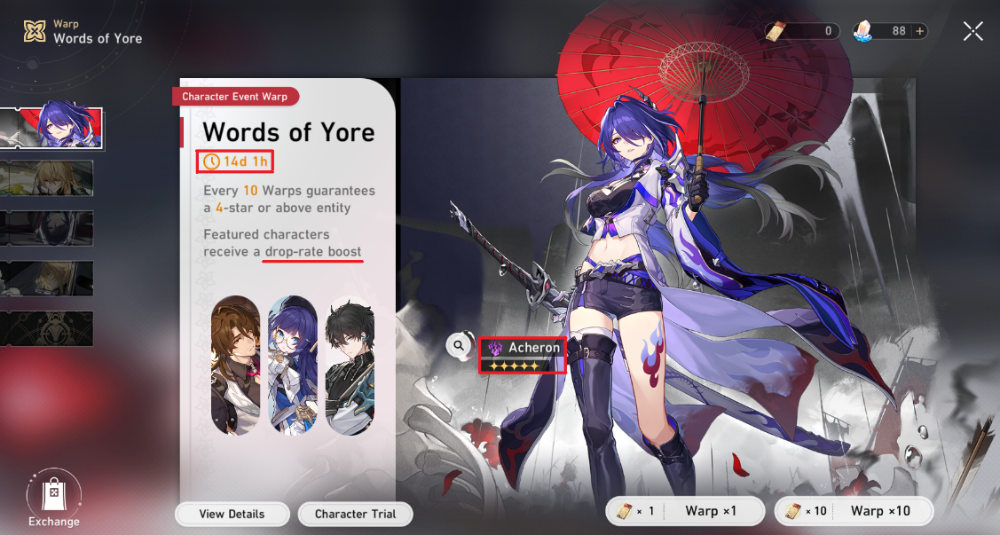 Warp
Words of Yore
0
88 +
Character Event Warp
Words of Yore
14d 1h
Every 10 Warps guarantees
a 4-star or above entity
Featured characters
receive a drop-rate boost
Acheron
Exchange
View Details
Character Trial
× 1
Warp ×1
× 10
Warp ×10